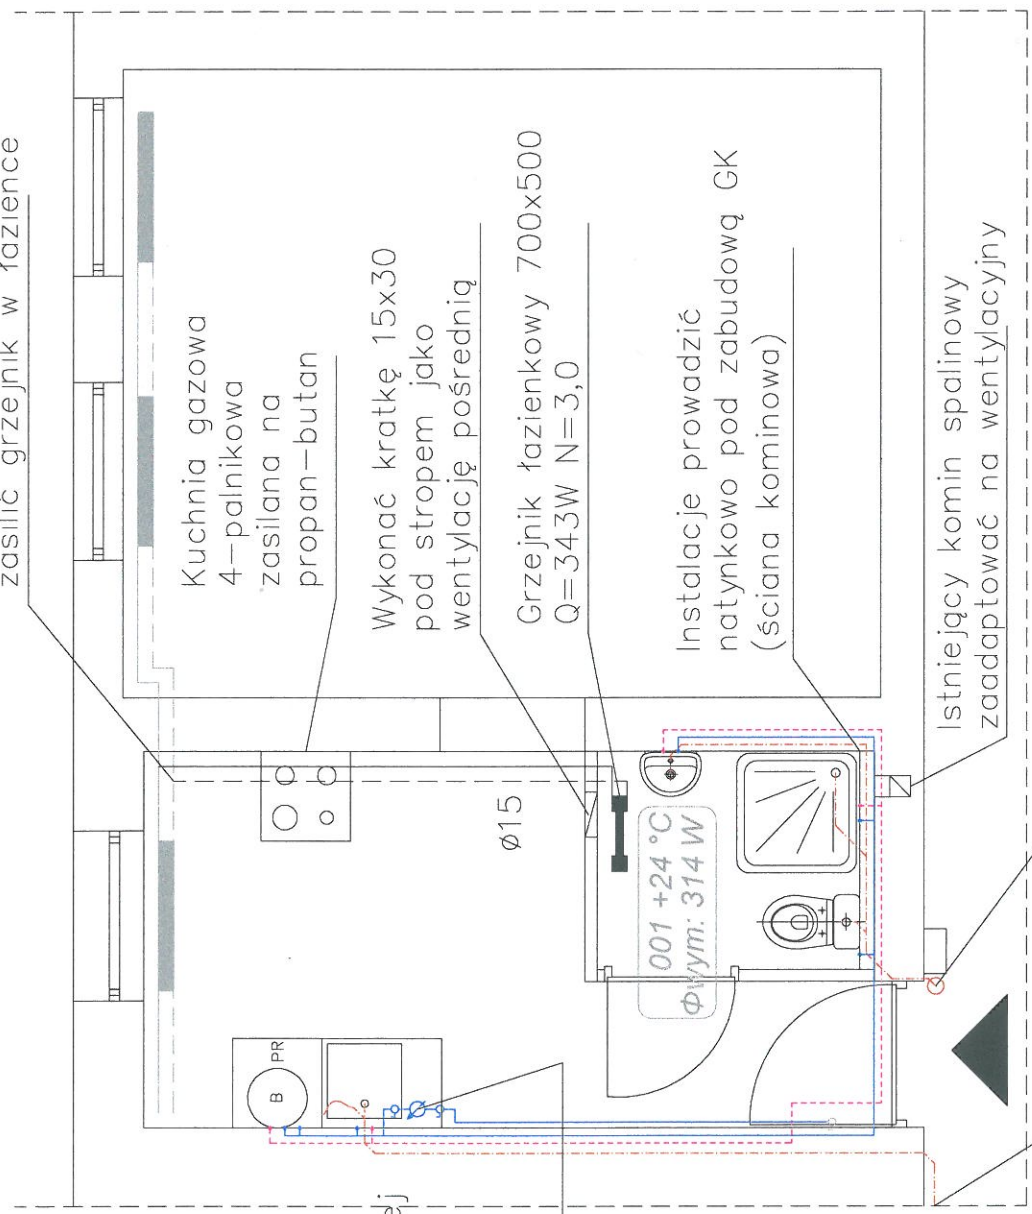 zasilić grzejnik w łazience
Kuchnia gazowa
4-palnikowa
zasilana na
propan-butan
Wykonać kratkę 15x30
pod stropem jako
wentylację pośrednią
Grzejnik łazienkowy 700x500
Q=343W N=3,0
Instalacje prowadzić
natynkowo pod zabudową GK
(ściana kominowa)
Istniejący komin spalinowy
zaadaptować na wentylacyjny
ø15
001 +24 °C
Φwym: 314 W
B
PR
ej